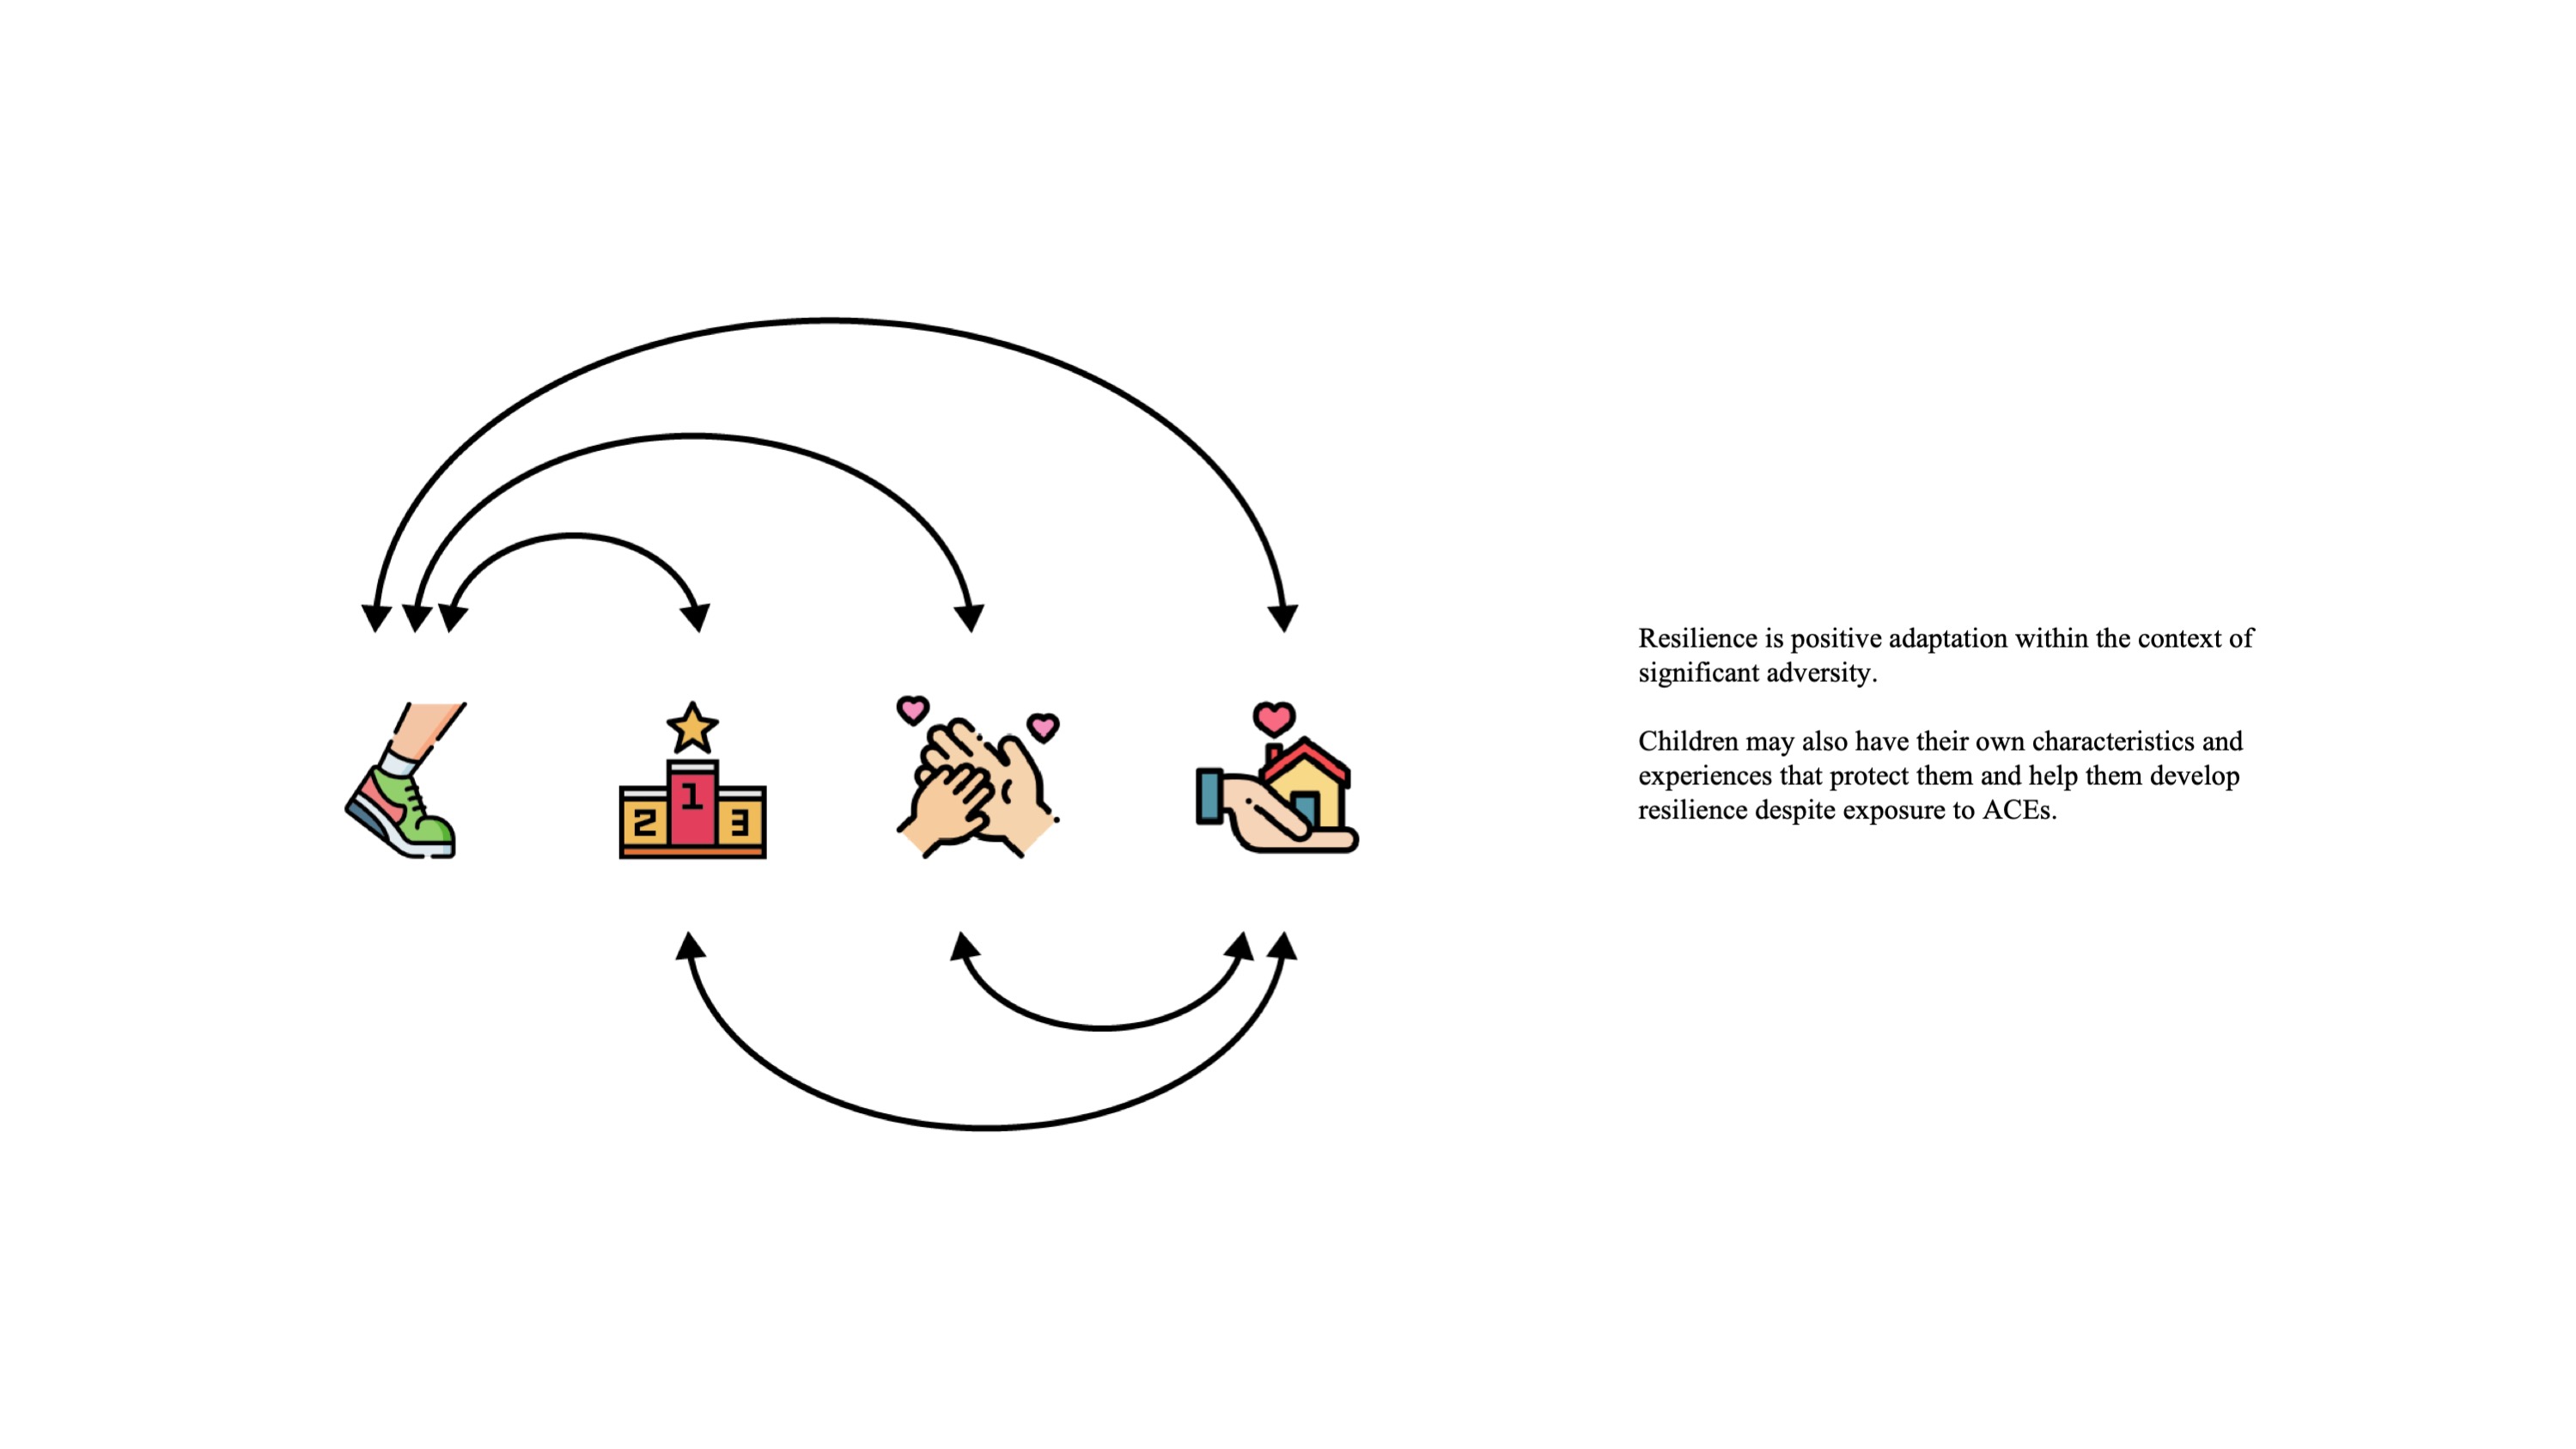 1
2 3
Resilience is positive adaptation within the context of
significant adversity.
Children may also have their own characteristics and
experiences that protect them and help them develop
resilience despite exposure to ACEs.